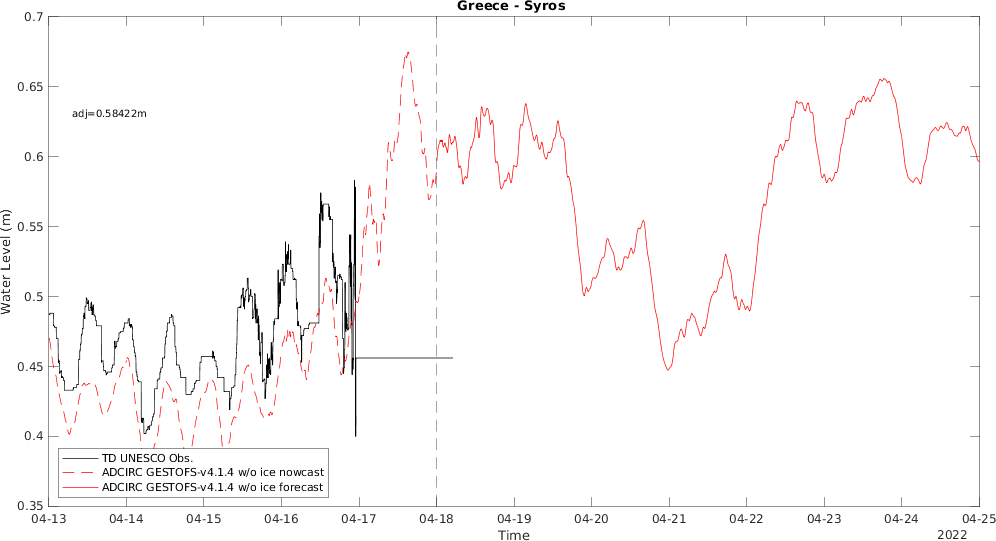 Greece - Syros
0.7
0.65
0.6
0.55
0.5
0.45
0.4
0.35
Water Level (m)
adj=0.58422m
TD UNESCO Obs.
ADCIRC GESTOFS-v4.1.4 w/o ice nowcast
ADCIRC GESTOFS-v4.1.4 w/o ice forecast
04-13 04-14 04-15 04-16 04-17 04-18 04-19 04-20 04-21 04-22 04-23 04-24 04-25
Time
2022